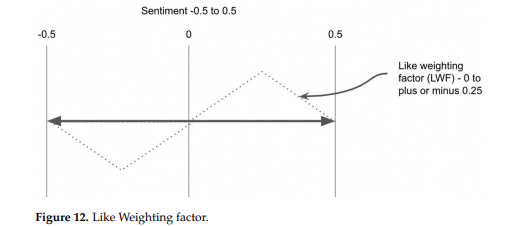 Sentiment -0.5 to 0.5
-0.5
0
0.5
Like weighting
factor (LWF) - 0 to
plus or minus 0.25
Figure 12. Like Weighting factor.